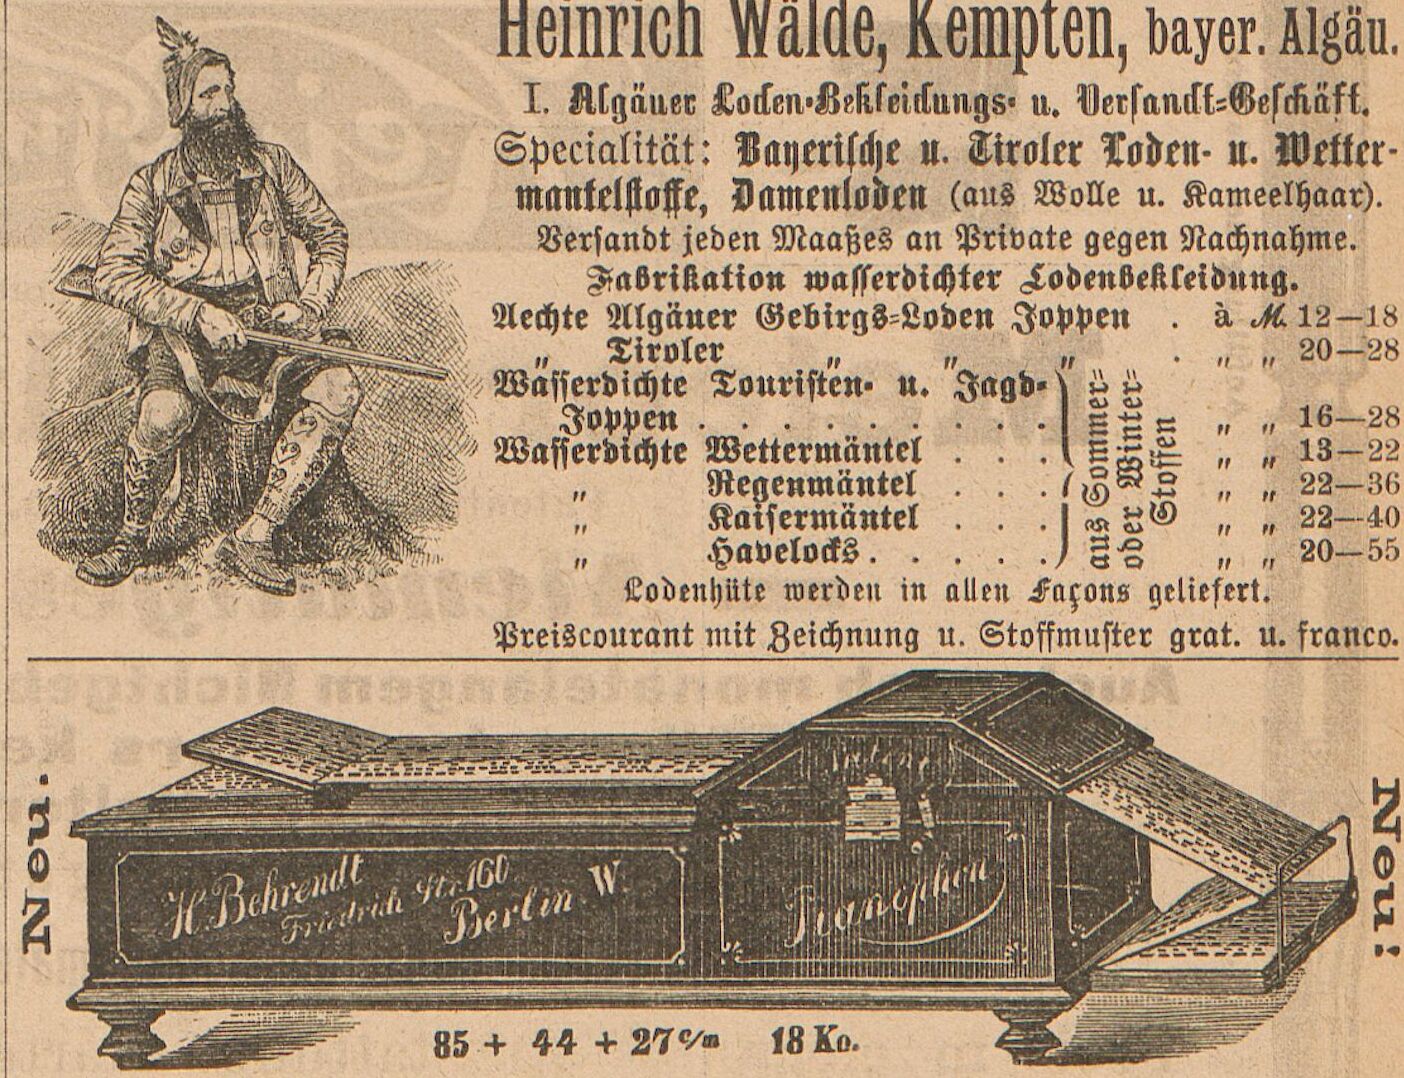 Heinrich Wälde, Kempten, bayer. Algäu.
I. Algäuer Loden-Bekleidungs- u. Versandt-Geschäft.
Specialität: Bayerische u. Tiroler Loden- u. Wetter-
mantelstoffe, Damenloden (aus Wolle u. Kameelhaar).
Versandt jeden Maaßes an Private gegen Nachnahme.
Fabrikation wasserdichter Lodenbekleidung.
Aechte Algäuer Gebirgs-Loden Joppen . à M. 12—18
„ Tiroler „ „ „ . „ „ 20—28
Wasserdichte Touristen- u. Jagd-
Joppen . . . . . . . . . „ „ 16—28
Wasserdichte Wettermäntel . . . „ „ 13—22
„ Regenmäntel . . . „ „ 22—36
„ Kaisermäntel . . . „ „ 22—40
„ Havelocks . . . . . „ „ 20—55
aus Sommer-
oder Winter-
Stoffen
Lodenhüte werden in allen Façons geliefert.
Preiscourant mit Zeichnung u. Stoffmuster grat. u. franco.
Neu.
H. Behrendt
Friedrich Str. 160
Berlin W.
Pianophon
Neu!
85 + 44 + 27 c/m 18 Ko.